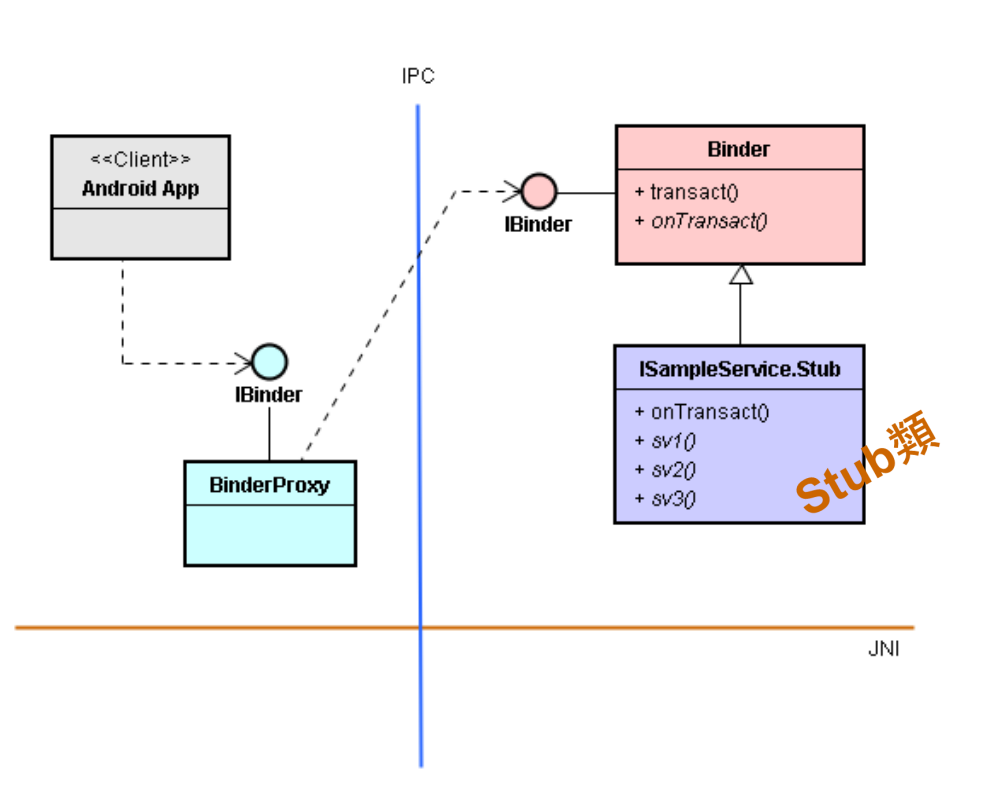 IPC
<<Client>>
Android App
IBinder
BinderProxy
Binder
+ transact()
+ onTransact()
IBinder
ISampleService.Stub
+ onTransact()
+ sv1()
+ sv2()
+ sv3()
Stub類
JNI